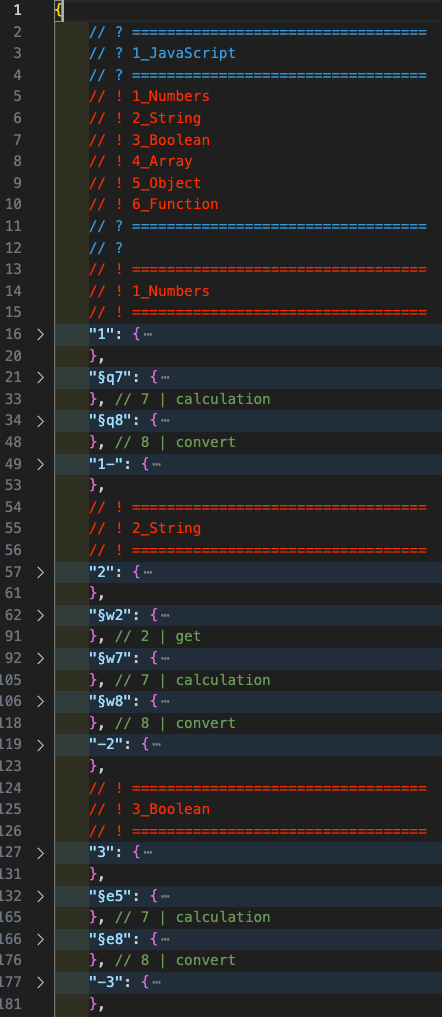 1 {
2 // ? ==================================
3 // ? 1_JavaScript
4 // ? ==================================
5 // ! 1_Numbers
6 // ! 2_String
7 // ! 3_Boolean
8 // ! 4_Array
9 // ! 5_Object
10 // ! 6_Function
11 // ? ==================================
12 // ?
13 // ! ==================================
14 // ! 1_Numbers
15 // ! ==================================
16 > "1": { ⋯
20 },
21 > "§q7": { ⋯
33 }, // 7 | calculation
34 > "§q8": { ⋯
48 }, // 8 | convert
49 > "1-": { ⋯
53 },
54 // ! ==================================
55 // ! 2_String
56 // ! ==================================
57 > "2": { ⋯
61 },
62 > "§w2": { ⋯
91 }, // 2 | get
92 > "§w7": { ⋯
105 }, // 7 | calculation
106 > "§w8": { ⋯
118 }, // 8 | convert
119 > "-2": { ⋯
123 },
124 // ! ==================================
125 // ! 3_Boolean
126 // ! ==================================
127 > "3": { ⋯
131 },
132 > "§e5": { ⋯
165 }, // 7 | calculation
166 > "§e8": { ⋯
176 }, // 8 | convert
177 > "-3": { ⋯
181 },